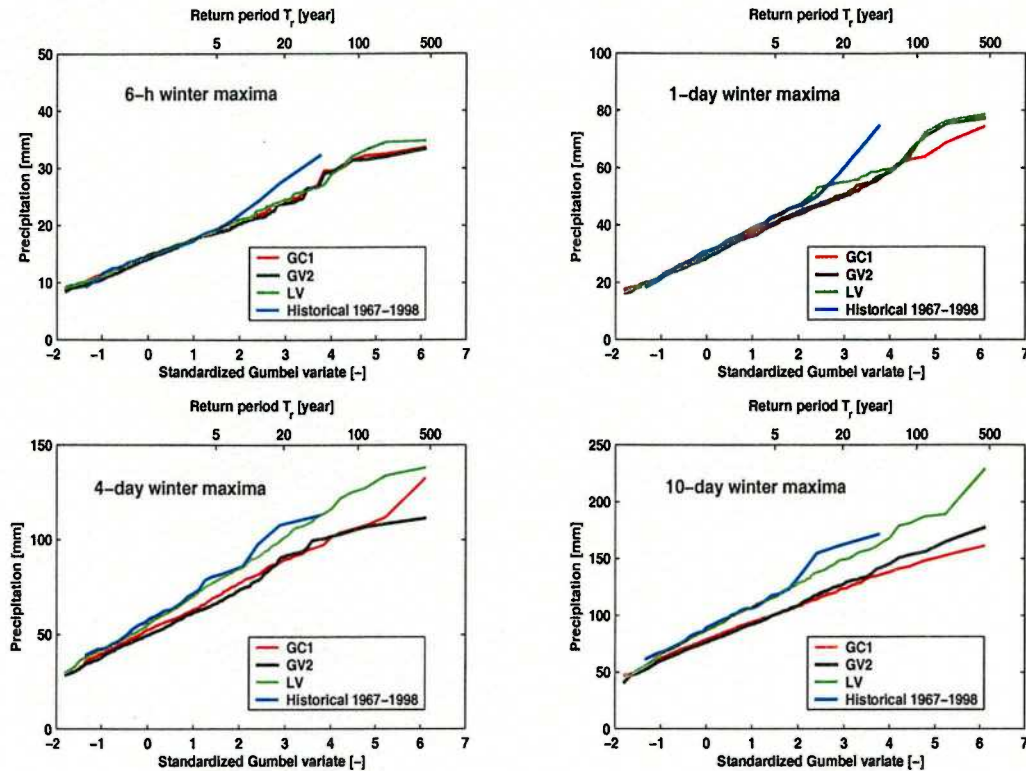 Return period T_r [year]
5 20 100 500
50
40
30
20
10
0
Precipitation [mm]
6-h winter maxima
GC1
GV2
LV
Historical 1967-1998
-2 -1 0 1 2 3 4 5 6 7
Standardized Gumbel variate [-]
Return period T_r [year]
5 20 100 500
100
80
60
40
20
0
Precipitation [mm]
1-day winter maxima
GC1
GV2
LV
Historical 1967-1998
-2 -1 0 1 2 3 4 5 6 7
Standardized Gumbel variate [-]
Return period T_r [year]
5 20 100 500
150
100
50
0
Precipitation [mm]
4-day winter maxima
GC1
GV2
LV
Historical 1967-1998
-2 -1 0 1 2 3 4 5 6 7
Standardized Gumbel variate [-]
Return period T_r [year]
5 20 100 500
250
200
150
100
50
0
Precipitation [mm]
10-day winter maxima
GC1
GV2
LV
Historical 1967-1998
-2 -1 0 1 2 3 4 5 6 7
Standardized Gumbel variate [-]